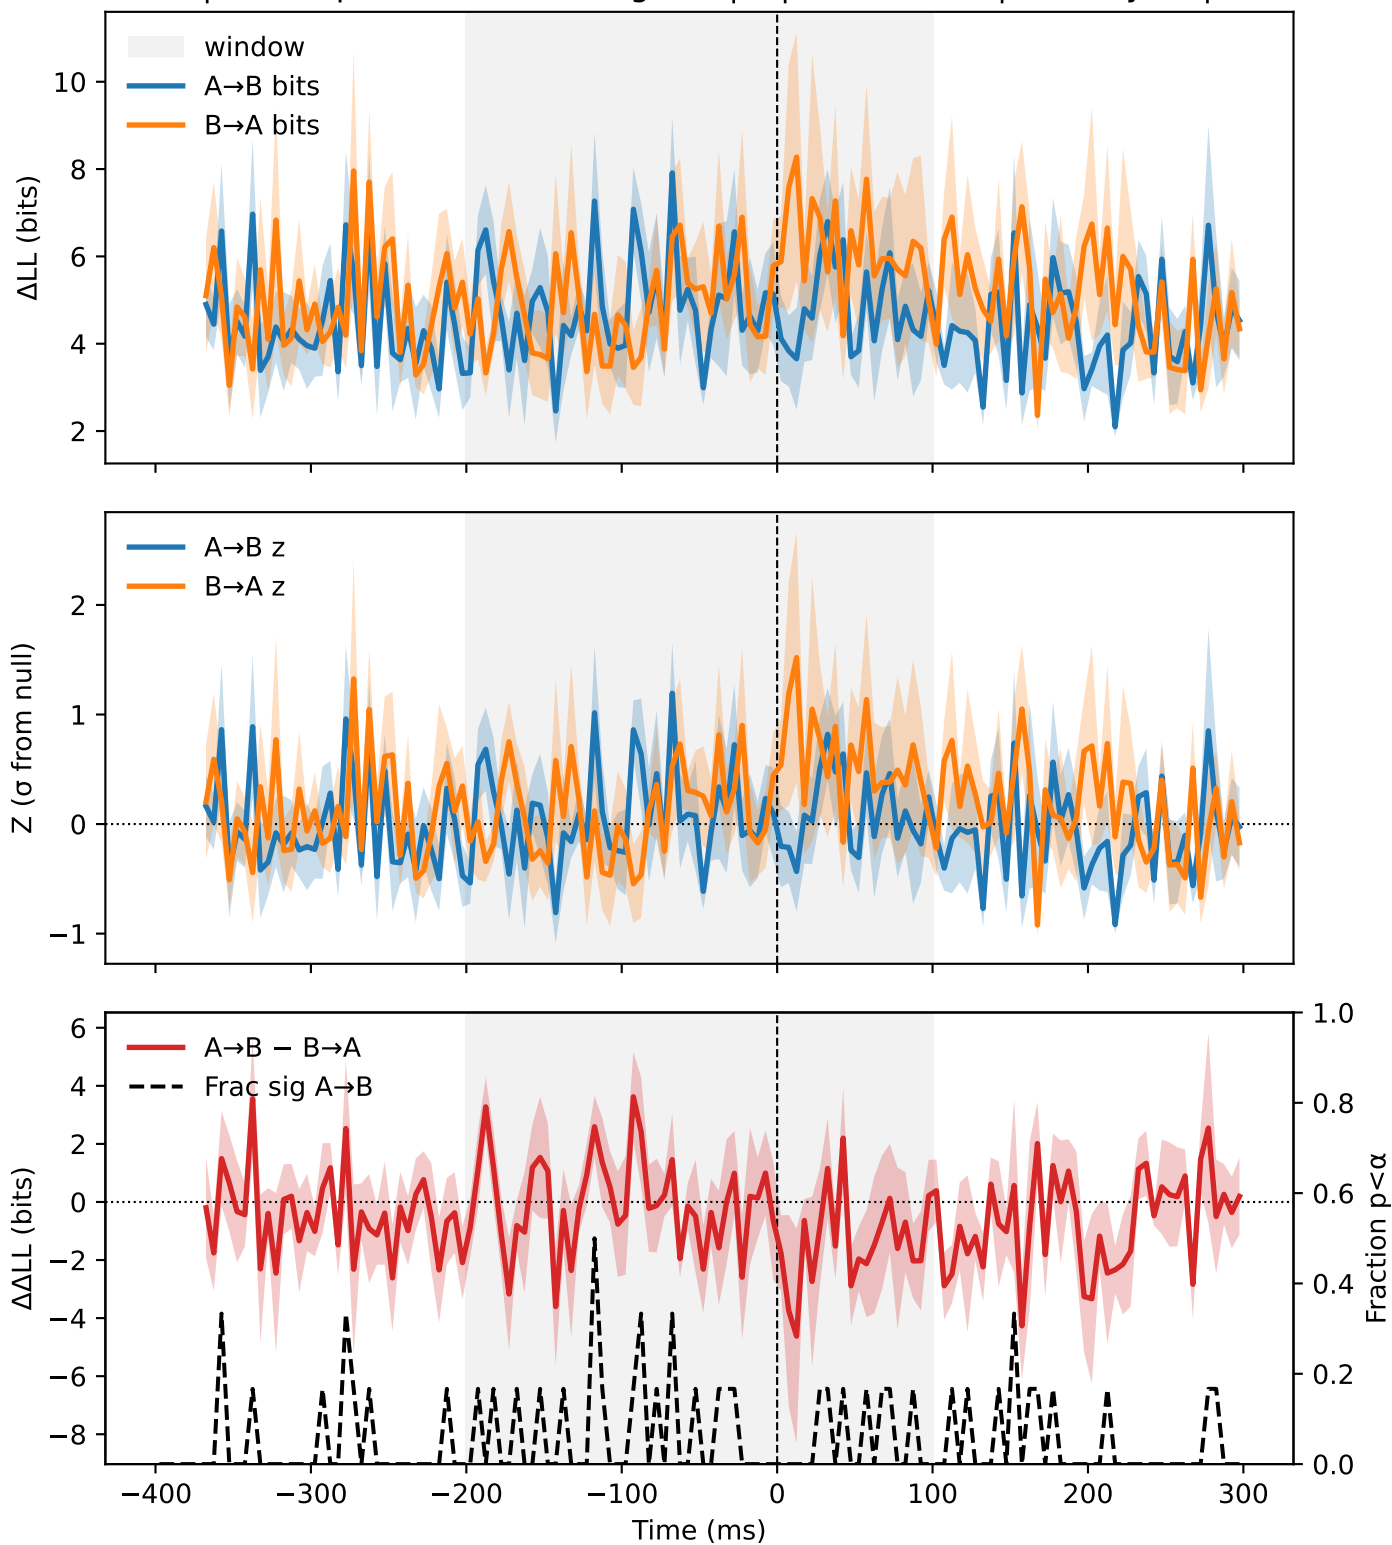 window
A→B bits
B→A bits
ΔLL (bits)
10
8
6
4
2
A→B z
B→A z
Z (σ from null)
2
1
0
−1
A→B − B→A
Frac sig A→B
ΔΔLL (bits)
6
4
2
0
−2
−4
−6
−8
1.0
0.8
0.6
0.4
0.2
0.0
Fraction p<α
−400
−300
−200
−100
0
100
200
300
Time (ms)